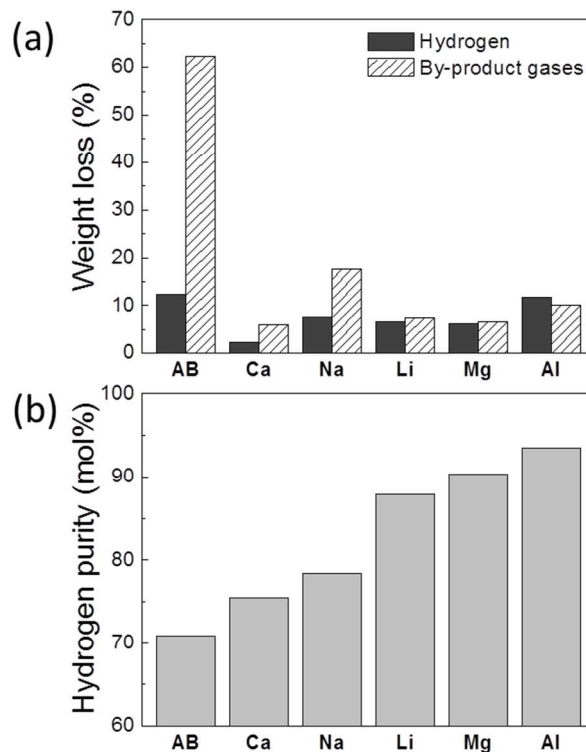 (a)
Weight loss (%)
70
60
50
40
30
20
10
0
Hydrogen
By-product gases
AB Ca Na Li Mg Al
(b)
Hydrogen purity (mol%)
100
90
80
70
60
AB Ca Na Li Mg Al